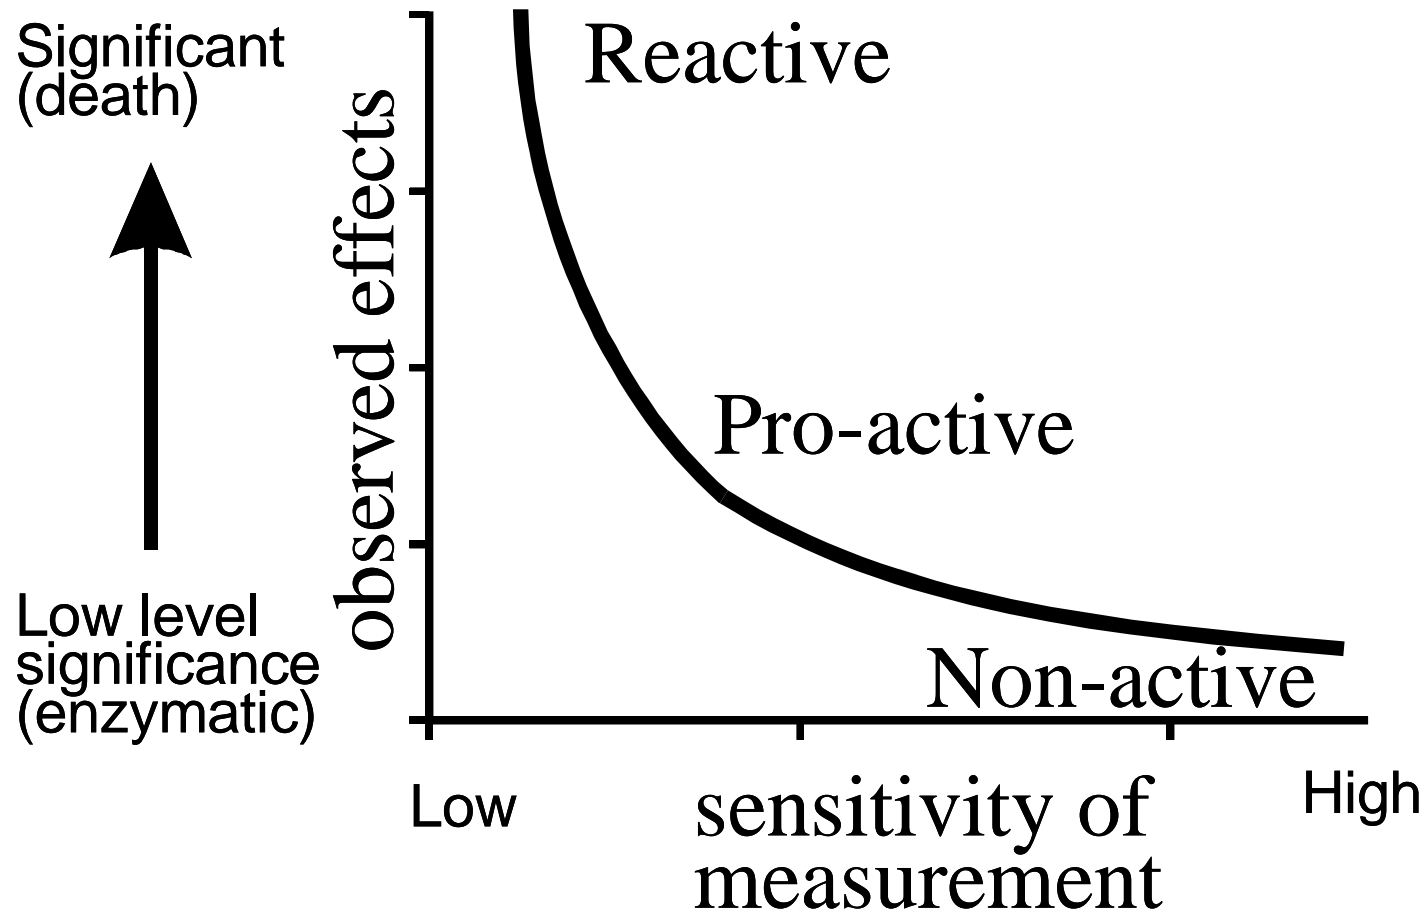 Significant
(death)
Low level
significance
(enzymatic)
observed effects
Reactive
Pro-active
Non-active
Low
sensitivity of
measurement
High